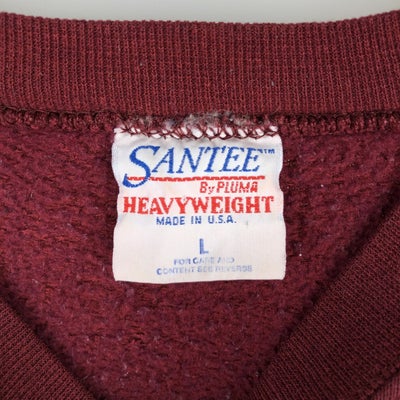 SANTEE™
By PLUMA
HEAVYWEIGHT
MADE IN U.S.A.
L
FOR CARE AND
CONTENT SEE REVERSE